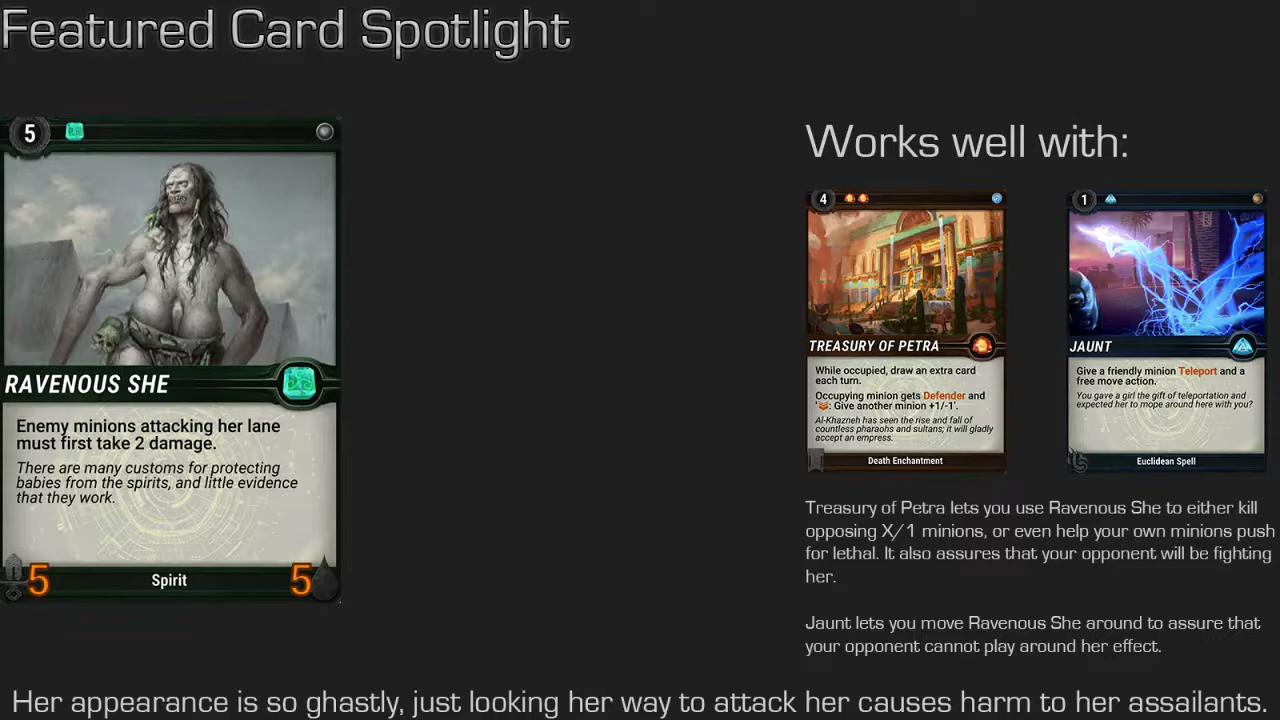 Featured Card Spotlight
5
RAVENOUS SHE
Enemy minions attacking her lane
must first take 2 damage.
There are many customs for protecting
babies from the spirits, and little evidence
that they work.
5
Spirit
5
Works well with:
4
TREASURY OF PETRA
While occupied, draw an extra card
each turn.
Occupying minion gets Defender and
': Give another minion +1/-1'.
Al-Khazneh has seen the rise and fall of
countless pharaohs and sultans; it will gladly
accept an empress.
Death Enchantment
1
JAUNT
Give a friendly minion Teleport and a
free move action.
You gave a girl the gift of teleportation and
expected her to mope around here with you?
Euclidean Spell
Treasury of Petra lets you use Ravenous She to either kill
opposing X/1 minions, or even help your own minions push
for lethal. It also assures that your opponent will be fighting
her.
Jaunt lets you move Ravenous She around to assure that
your opponent cannot play around her effect.
Her appearance is so ghastly, just looking her way to attack her causes harm to her assailants.